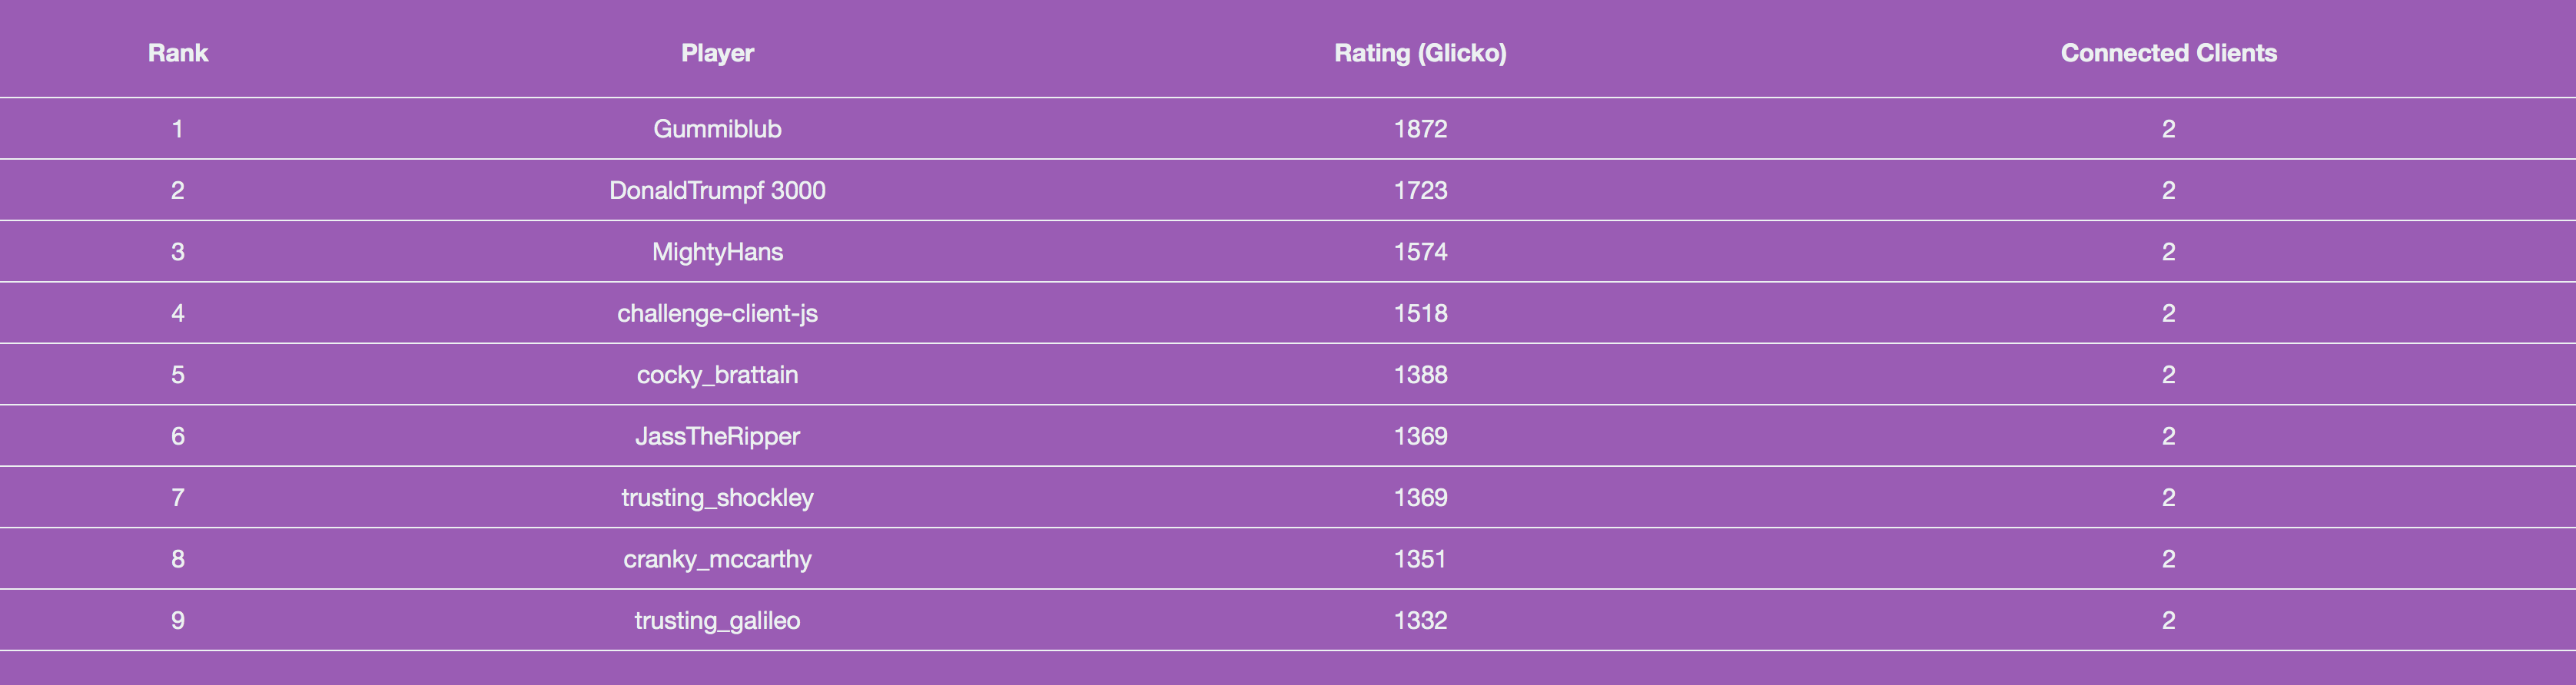 Rank Player Rating (Glicko) Connected Clients
1 Gummiblub 1872 2
2 DonaldTrumpf 3000 1723 2
3 MightyHans 1574 2
4 challenge-client-js 1518 2
5 cocky_brattain 1388 2
6 JassTheRipper 1369 2
7 trusting_shockley 1369 2
8 cranky_mccarthy 1351 2
9 trusting_galileo 1332 2